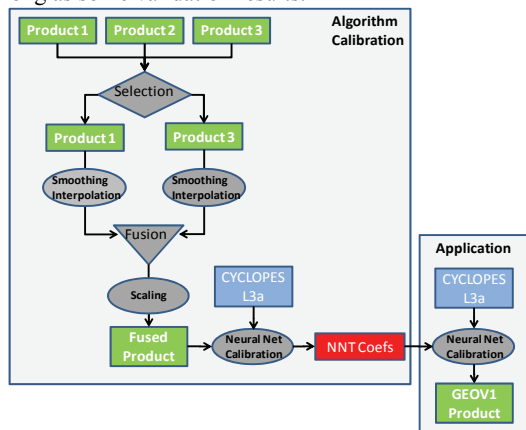 Algorithm
Calibration
Product 1
Product 2
Product 3
Selection
Product 1
Product 3
Smoothing
Interpolation
Smoothing
Interpolation
Fusion
Scaling
CYCLOPES
L3a
Fused
Product
Neural Net
Calibration
NNT Coefs
Application
CYCLOPES
L3a
Neural Net
Calibration
GEOV1
Product